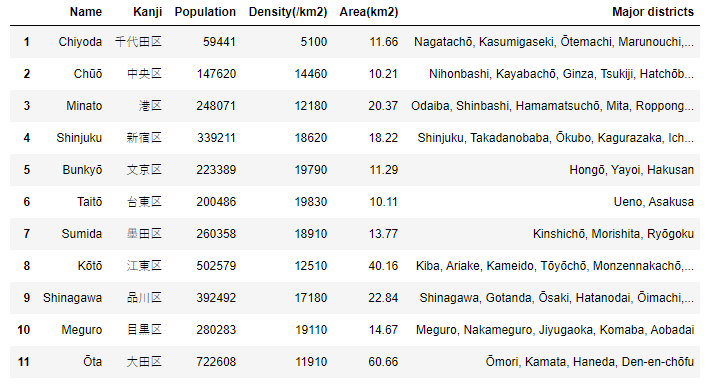 Name Kanji Population Density(/km2) Area(km2) Major districts
1 Chiyoda 千代田区 59441 5100 11.66 Nagatachō, Kasumigaseki, Ōtemachi, Marunouchi,...
2 Chūō 中央区 147620 14460 10.21 Nihonbashi, Kayabachō, Ginza, Tsukiji, Hatchōb...
3 Minato 港区 248071 12180 20.37 Odaiba, Shinbashi, Hamamatsuchō, Mita, Roppong...
4 Shinjuku 新宿区 339211 18620 18.22 Shinjuku, Takadanobaba, Ōkubo, Kagurazaka, Ich...
5 Bunkyō 文京区 223389 19790 11.29 Hongō, Yayoi, Hakusan
6 Taitō 台東区 200486 19830 10.11 Ueno, Asakusa
7 Sumida 墨田区 260358 18910 13.77 Kinshichō, Morishita, Ryōgoku
8 Kōtō 江東区 502579 12510 40.16 Kiba, Ariake, Kameido, Tōyōchō, Monzennakachō,...
9 Shinagawa 品川区 392492 17180 22.84 Shinagawa, Gotanda, Ōsaki, Hatanodai, Ōimachi,...
10 Meguro 目黒区 280283 19110 14.67 Meguro, Nakameguro, Jiyugaoka, Komaba, Aobadai
11 Ōta 大田区 722608 11910 60.66 Ōmori, Kamata, Haneda, Den-en-chōfu